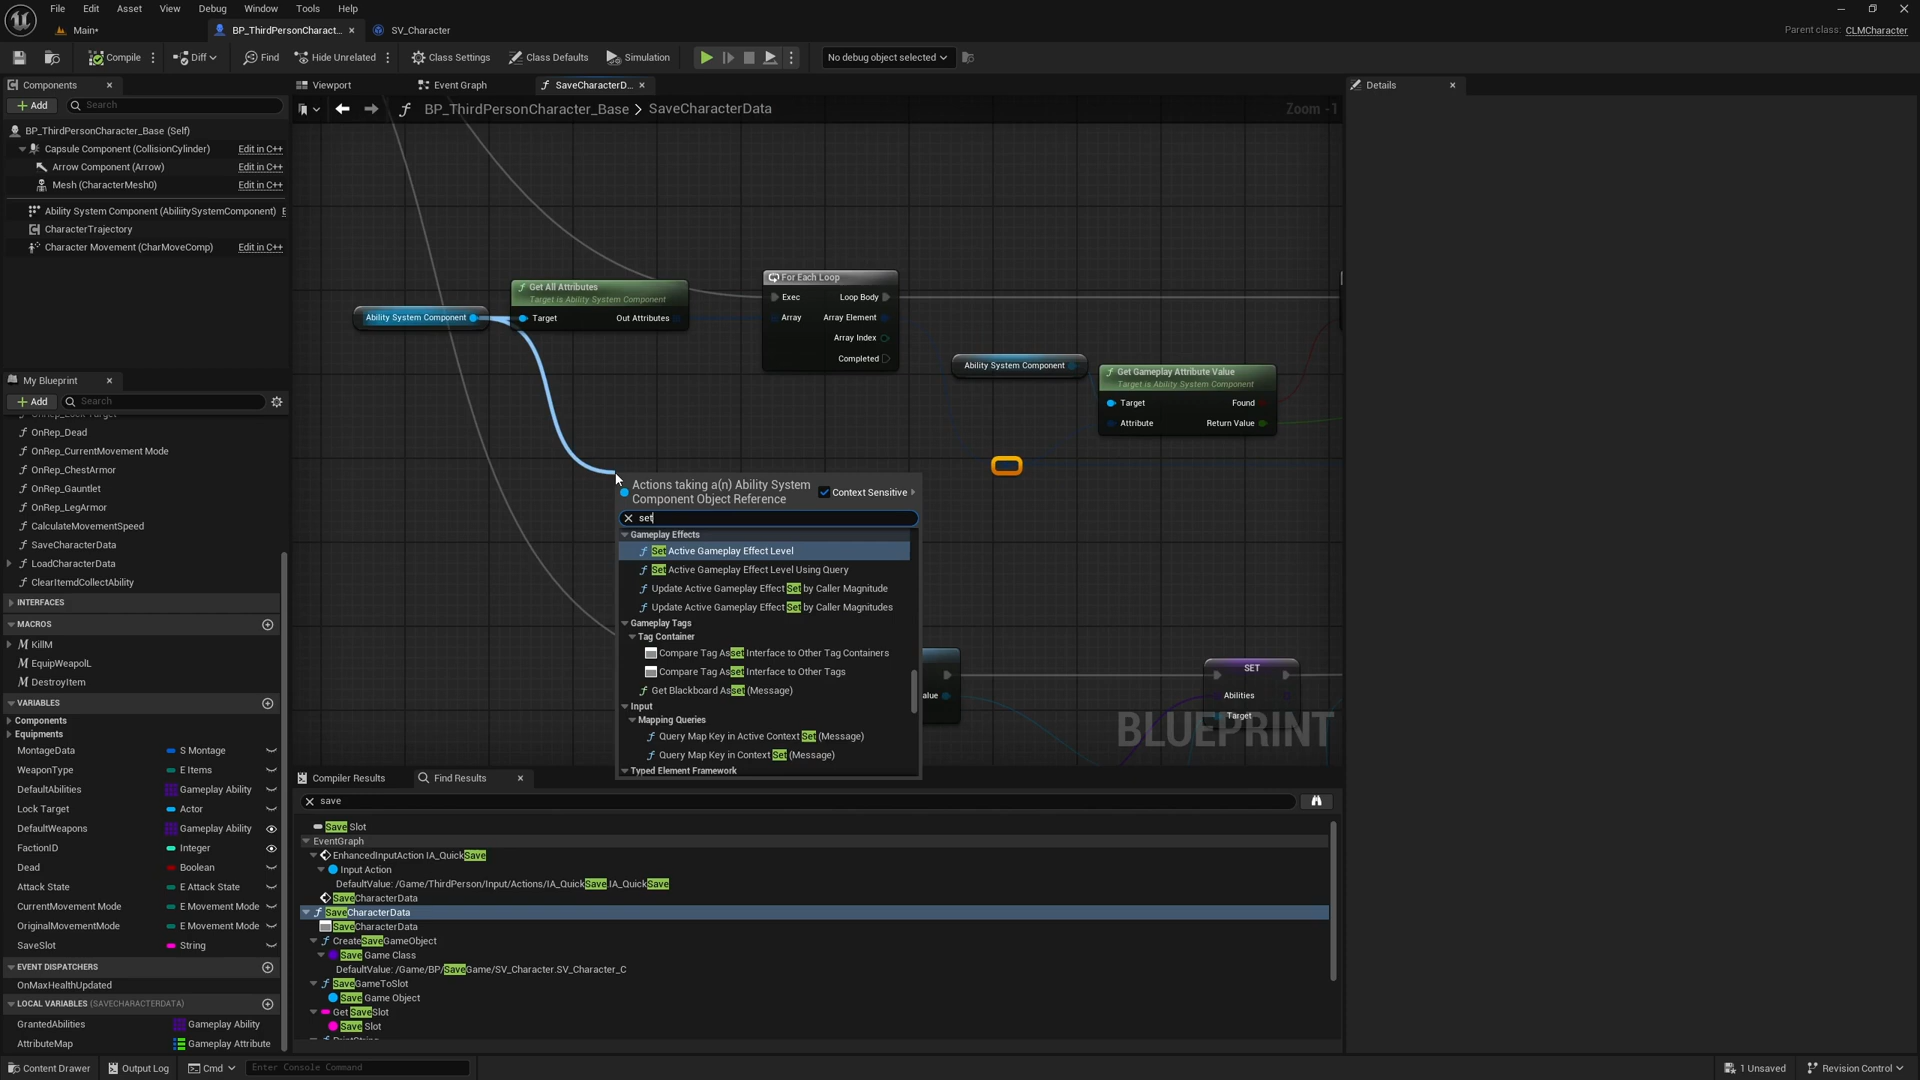 File Edit Asset View Debug Window Tools Help
Main•
BP_ThirdPersonCharact...
SV_Character
Parent class: CLMCharacter
Compile
Diff
Find
Hide Unrelated
Class Settings
Class Defaults
Simulation
No debug object selected
Components
Viewport
Event Graph
SaveCharacterD...
Details
Add
Search
BP_ThirdPersonCharacter_Base > SaveCharacterData
Zoom -1
BP_ThirdPersonCharacter_Base (Self)
Capsule Component (CollisionCylinder) Edit in C++
Arrow Component (Arrow) Edit in C++
Mesh (CharacterMesh0) Edit in C++
Ability System Component (AbiliitySystemComponent) E
CharacterTrajectory
Character Movement (CharMoveComp) Edit in C++
Get All Attributes
Target is Ability System Component
Target
Out Attributes
Ability System Component
For Each Loop
Exec
Loop Body
Array
Array Element
Array Index
Completed
Ability System Component
Get Gameplay Attribute Value
Target is Ability System Component
Target
Found
Attribute
Return Value
My Blueprint
Add
Search
OnRep_Dead
OnRep_CurrentMovement Mode
OnRep_ChestArmor
OnRep_Gauntlet
OnRep_LegArmor
CalculateMovementSpeed
SaveCharacterData
LoadCharacterData
ClearItemdCollectAbility
INTERFACES
MACROS
KillM
EquipWeapolL
DestroyItem
VARIABLES
Components
Equipments
MontageData S Montage
WeaponType E Items
DefaultAbilities Gameplay Ability
Lock Target Actor
DefaultWeapons Gameplay Ability
FactionID Integer
Dead Boolean
Attack State E Attack State
CurrentMovement Mode E Movement Mode
OriginalMovementMode E Movement Mode
SaveSlot String
EVENT DISPATCHERS
OnMaxHealthUpdated
LOCAL VARIABLES (SAVECHARACTERDATA)
GrantedAbilities Gameplay Ability
AttributeMap Gameplay Attribute
Actions taking a(n) Ability System
Component Object Reference
Context Sensitive
set
Gameplay Effects
Set Active Gameplay Effect Level
Set Active Gameplay Effect Level Using Query
Update Active Gameplay Effect Set by Caller Magnitude
Update Active Gameplay Effect Set by Caller Magnitudes
Gameplay Tags
Tag Container
Compare Tag Asset Interface to Other Tag Containers
Compare Tag Asset Interface to Other Tags
Get Blackboard Asset (Message)
Input
Mapping Queries
Query Map Key in Active Context Set (Message)
Query Map Key in Context Set (Message)
Typed Element Framework
alue
SET
Abilities
Target
BLUEPRINT
Compiler Results
Find Results
save
Save Slot
EventGraph
EnhancedInputAction IA_QuickSave
Input Action
DefaultValue: /Game/ThirdPerson/Input/Actions/IA_QuickSave.IA_QuickSave
SaveCharacterData
SaveCharacterData
SaveCharacterData
CreateSaveGameObject
Save Game Class
DefaultValue: /Game/BP/SaveGame/SV_Character.SV_Character_C
SaveGameToSlot
Save Game Object
Get SaveSlot
Save Slot
Content Drawer
Output Log
Cmd
Enter Console Command
1 Unsaved
Revision Control